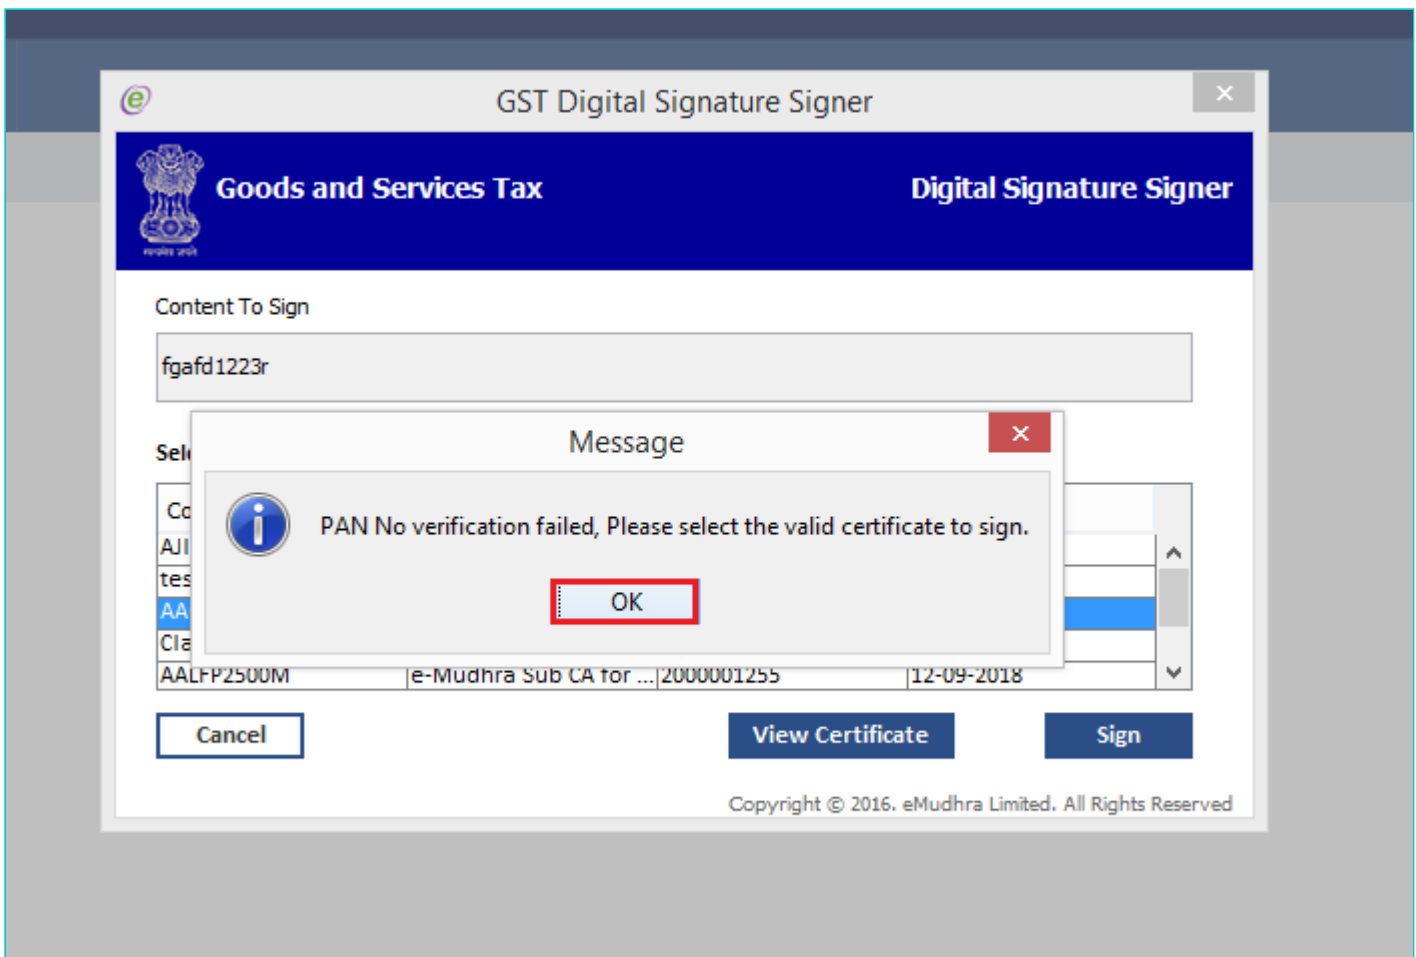 GST Digital Signature Signer
Goods and Services Tax
Digital Signature Signer
Content To Sign
fgafd1223r
Message
PAN No verification failed, Please select the valid certificate to sign.
OK
AALFP2500M e-Mudhra Sub CA for ... 2000001255 12-09-2018
Cancel View Certificate Sign
Copyright © 2016. eMudhra Limited. All Rights Reserved